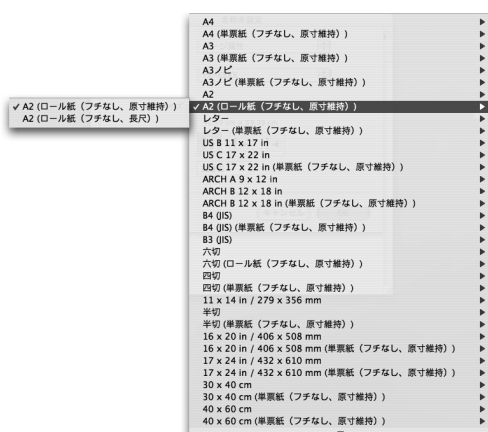 A4
A4 (単票紙（フチなし、原寸維持）)
A3
A3 (単票紙（フチなし、原寸維持）)
A3ノビ
A3ノビ (単票紙（フチなし、原寸維持）)
A2
✓ A2 (ロール紙（フチなし、原寸維持）)
✓ A2 (ロール紙（フチなし、原寸維持）)
A2 (ロール紙（フチなし、長尺）)
レター
レター (単票紙（フチなし、原寸維持）)
US B 11 x 17 in
US C 17 x 22 in
US C 17 x 22 in (単票紙（フチなし、原寸維持）)
ARCH A 9 x 12 in
ARCH B 12 x 18 in
ARCH B 12 x 18 in (単票紙（フチなし、原寸維持）)
B4 (JIS)
B4 (JIS) (単票紙（フチなし、原寸維持）)
B3 (JIS)
六切
六切 (ロール紙（フチなし、原寸維持）)
四切
四切 (単票紙（フチなし、原寸維持）)
11 x 14 in / 279 x 356 mm
半切
半切 (単票紙（フチなし、原寸維持）)
16 x 20 in / 406 x 508 mm
16 x 20 in / 406 x 508 mm (単票紙（フチなし、原寸維持）)
17 x 24 in / 432 x 610 mm
17 x 24 in / 432 x 610 mm (単票紙（フチなし、原寸維持）)
30 x 40 cm
30 x 40 cm (単票紙（フチなし、原寸維持）)
40 x 60 cm
40 x 60 cm (単票紙（フチなし、原寸維持）)